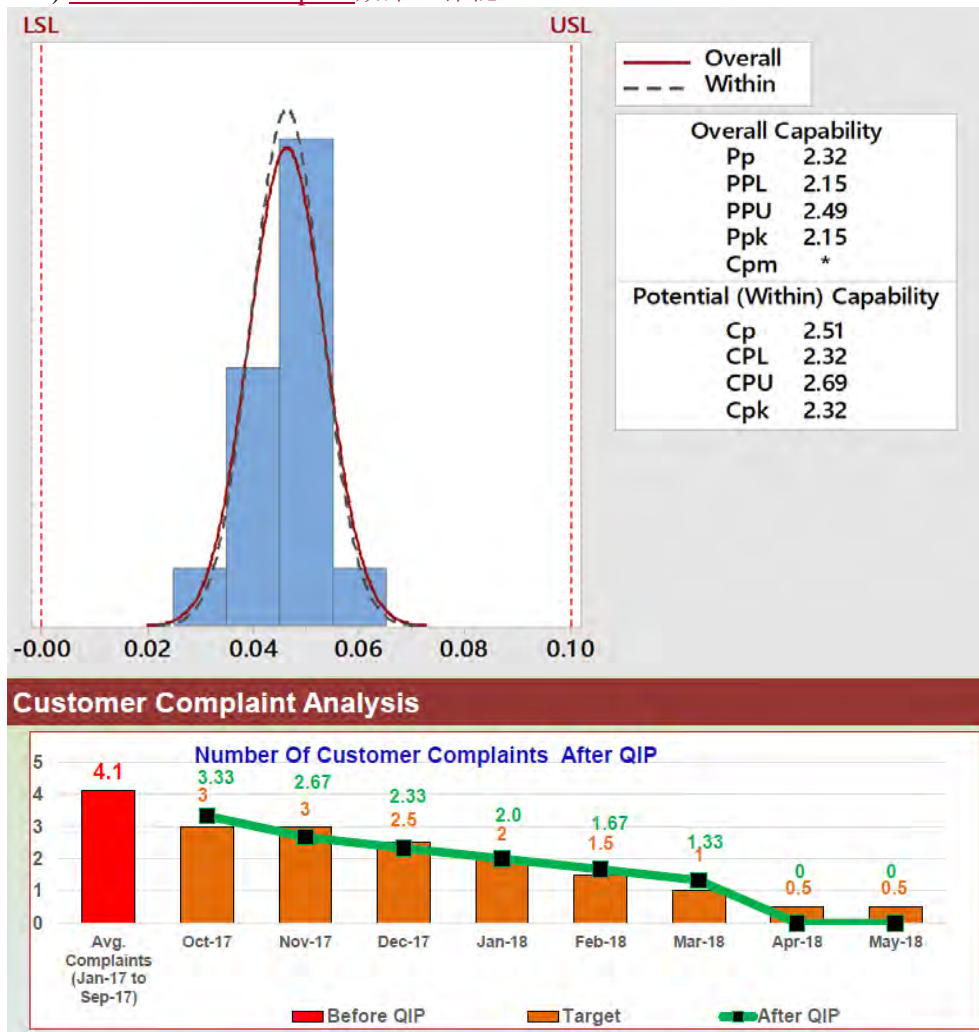 LSL USL
Overall
Within
Overall Capability
Pp 2.32
PPL 2.15
PPU 2.49
Ppk 2.15
Cpm *
Potential (Within) Capability
Cp 2.51
CPL 2.32
CPU 2.69
Cpk 2.32
-0.00 0.02 0.04 0.06 0.08 0.10
Customer Complaint Analysis
Number Of Customer Complaints After QIP
5
4
3
2
1
0
4.1
3.33 2.67 2.33 2.0 1.67 1.33 0 0
3 3 2.5 2 1.5 1 0.5 0.5
Avg.
Complaints
(Jan-17 to
Sep-17)
Oct-17 Nov-17 Dec-17 Jan-18 Feb-18 Mar-18 Apr-18 May-18
Before QIP Target After QIP